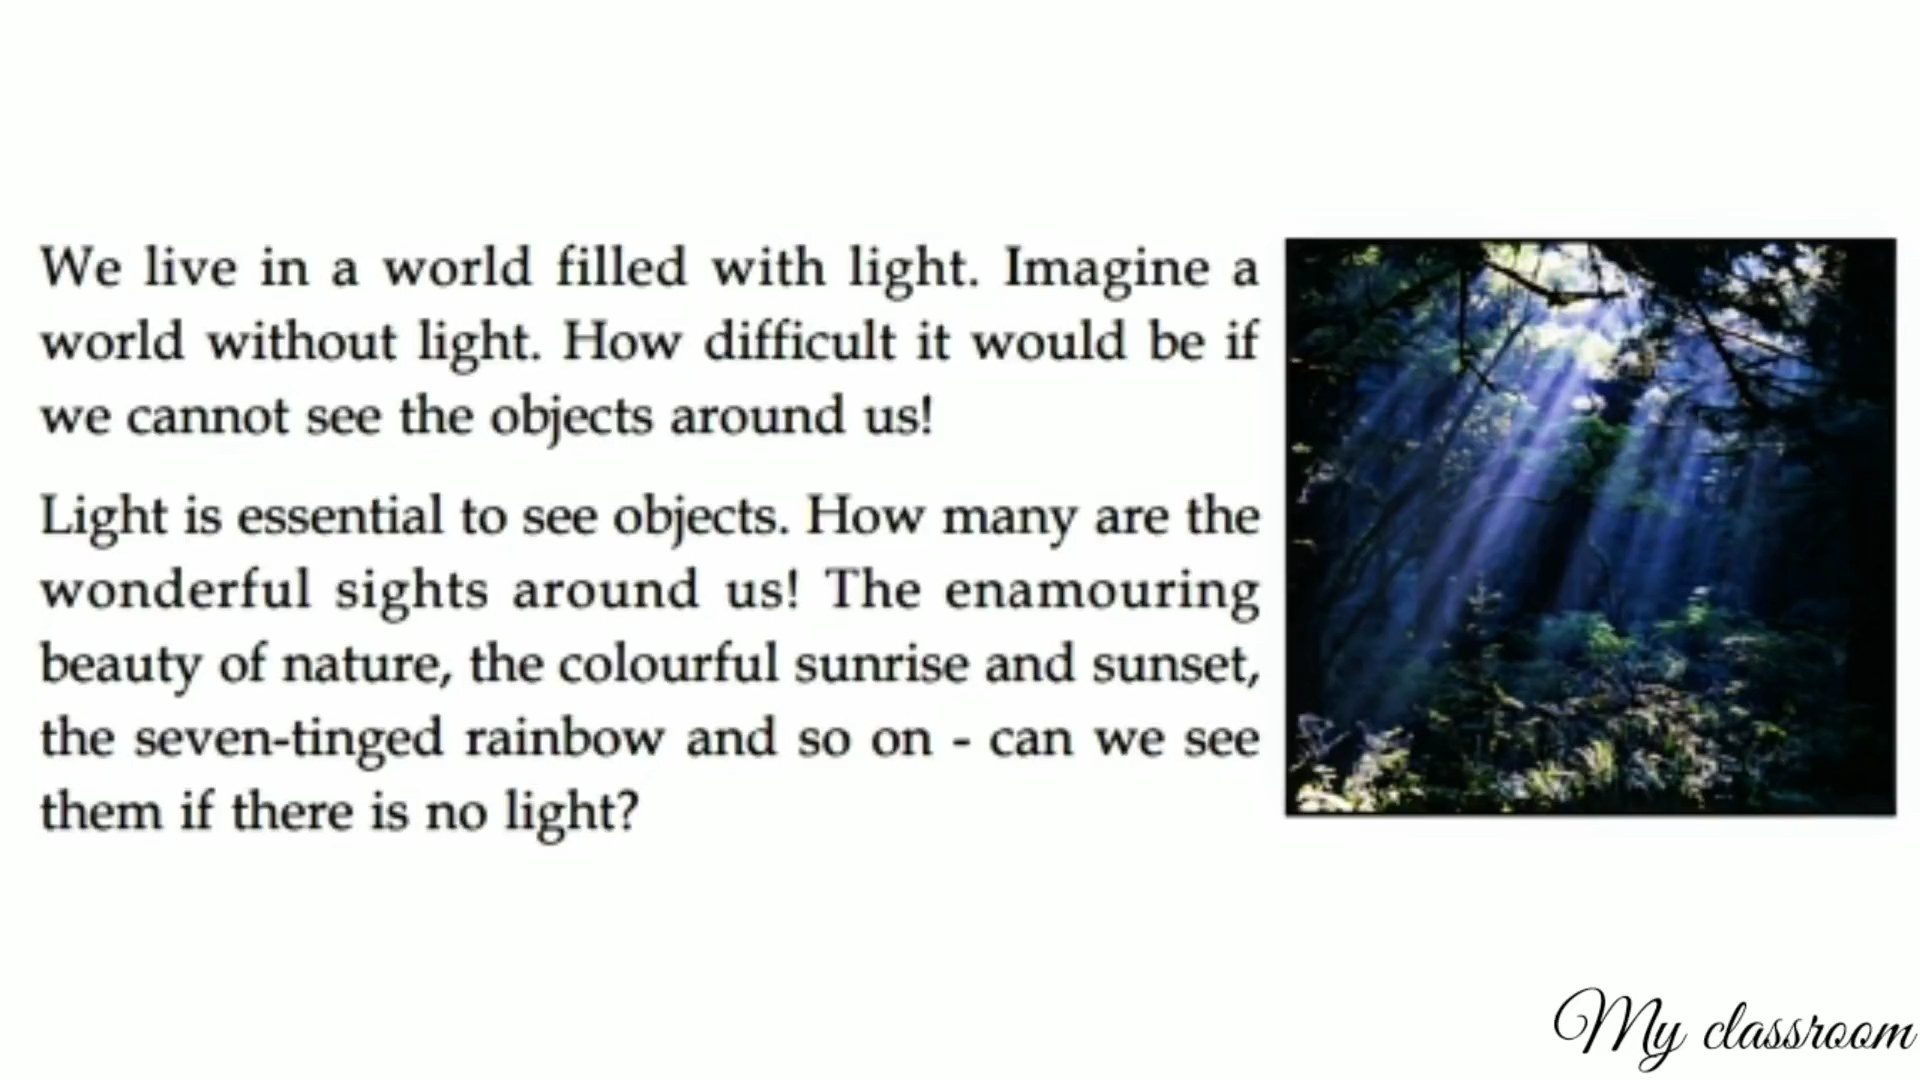 We live in a world filled with light. Imagine a
world without light. How difficult it would be if
we cannot see the objects around us!
Light is essential to see objects. How many are the
wonderful sights around us! The enamouring
beauty of nature, the colourful sunrise and sunset,
the seven-tinged rainbow and so on - can we see
them if there is no light?
My classroom